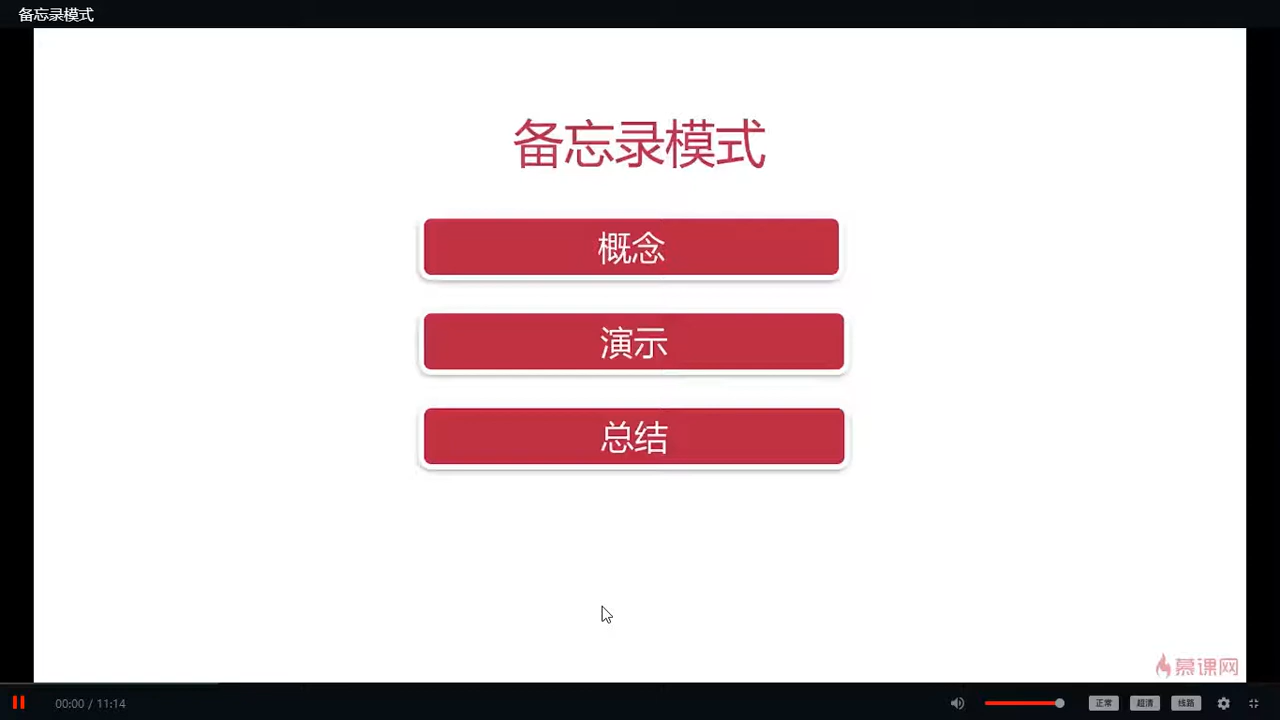 备忘录模式
备忘录模式
概念
演示
总结
慕课网
00:00 / 11:14
正常
超清
线路